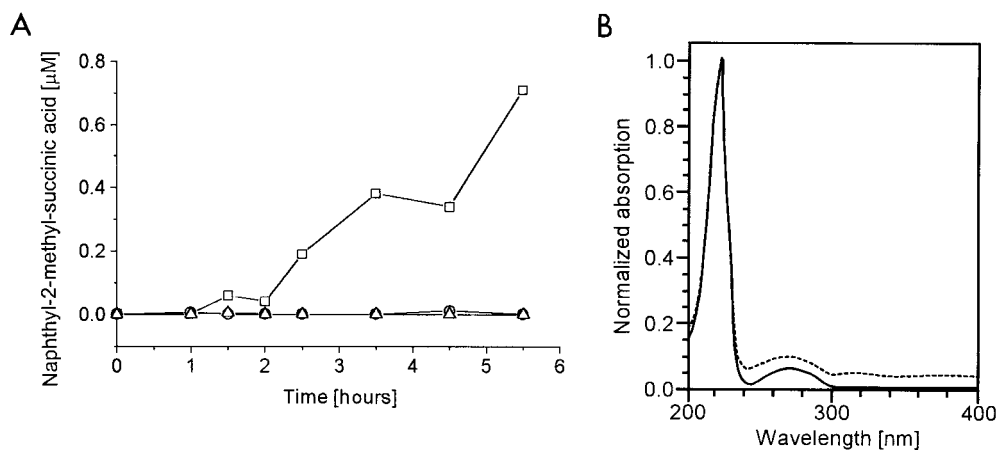 A
Naphthyl-2-methyl-succinic acid [µM]
0.8
0.6
0.4
0.2
0.0
0 1 2 3 4 5 6
Time [hours]
B
Normalized absorption
1.0
0.8
0.6
0.4
0.2
0.0
200 300 400
Wavelength [nm]